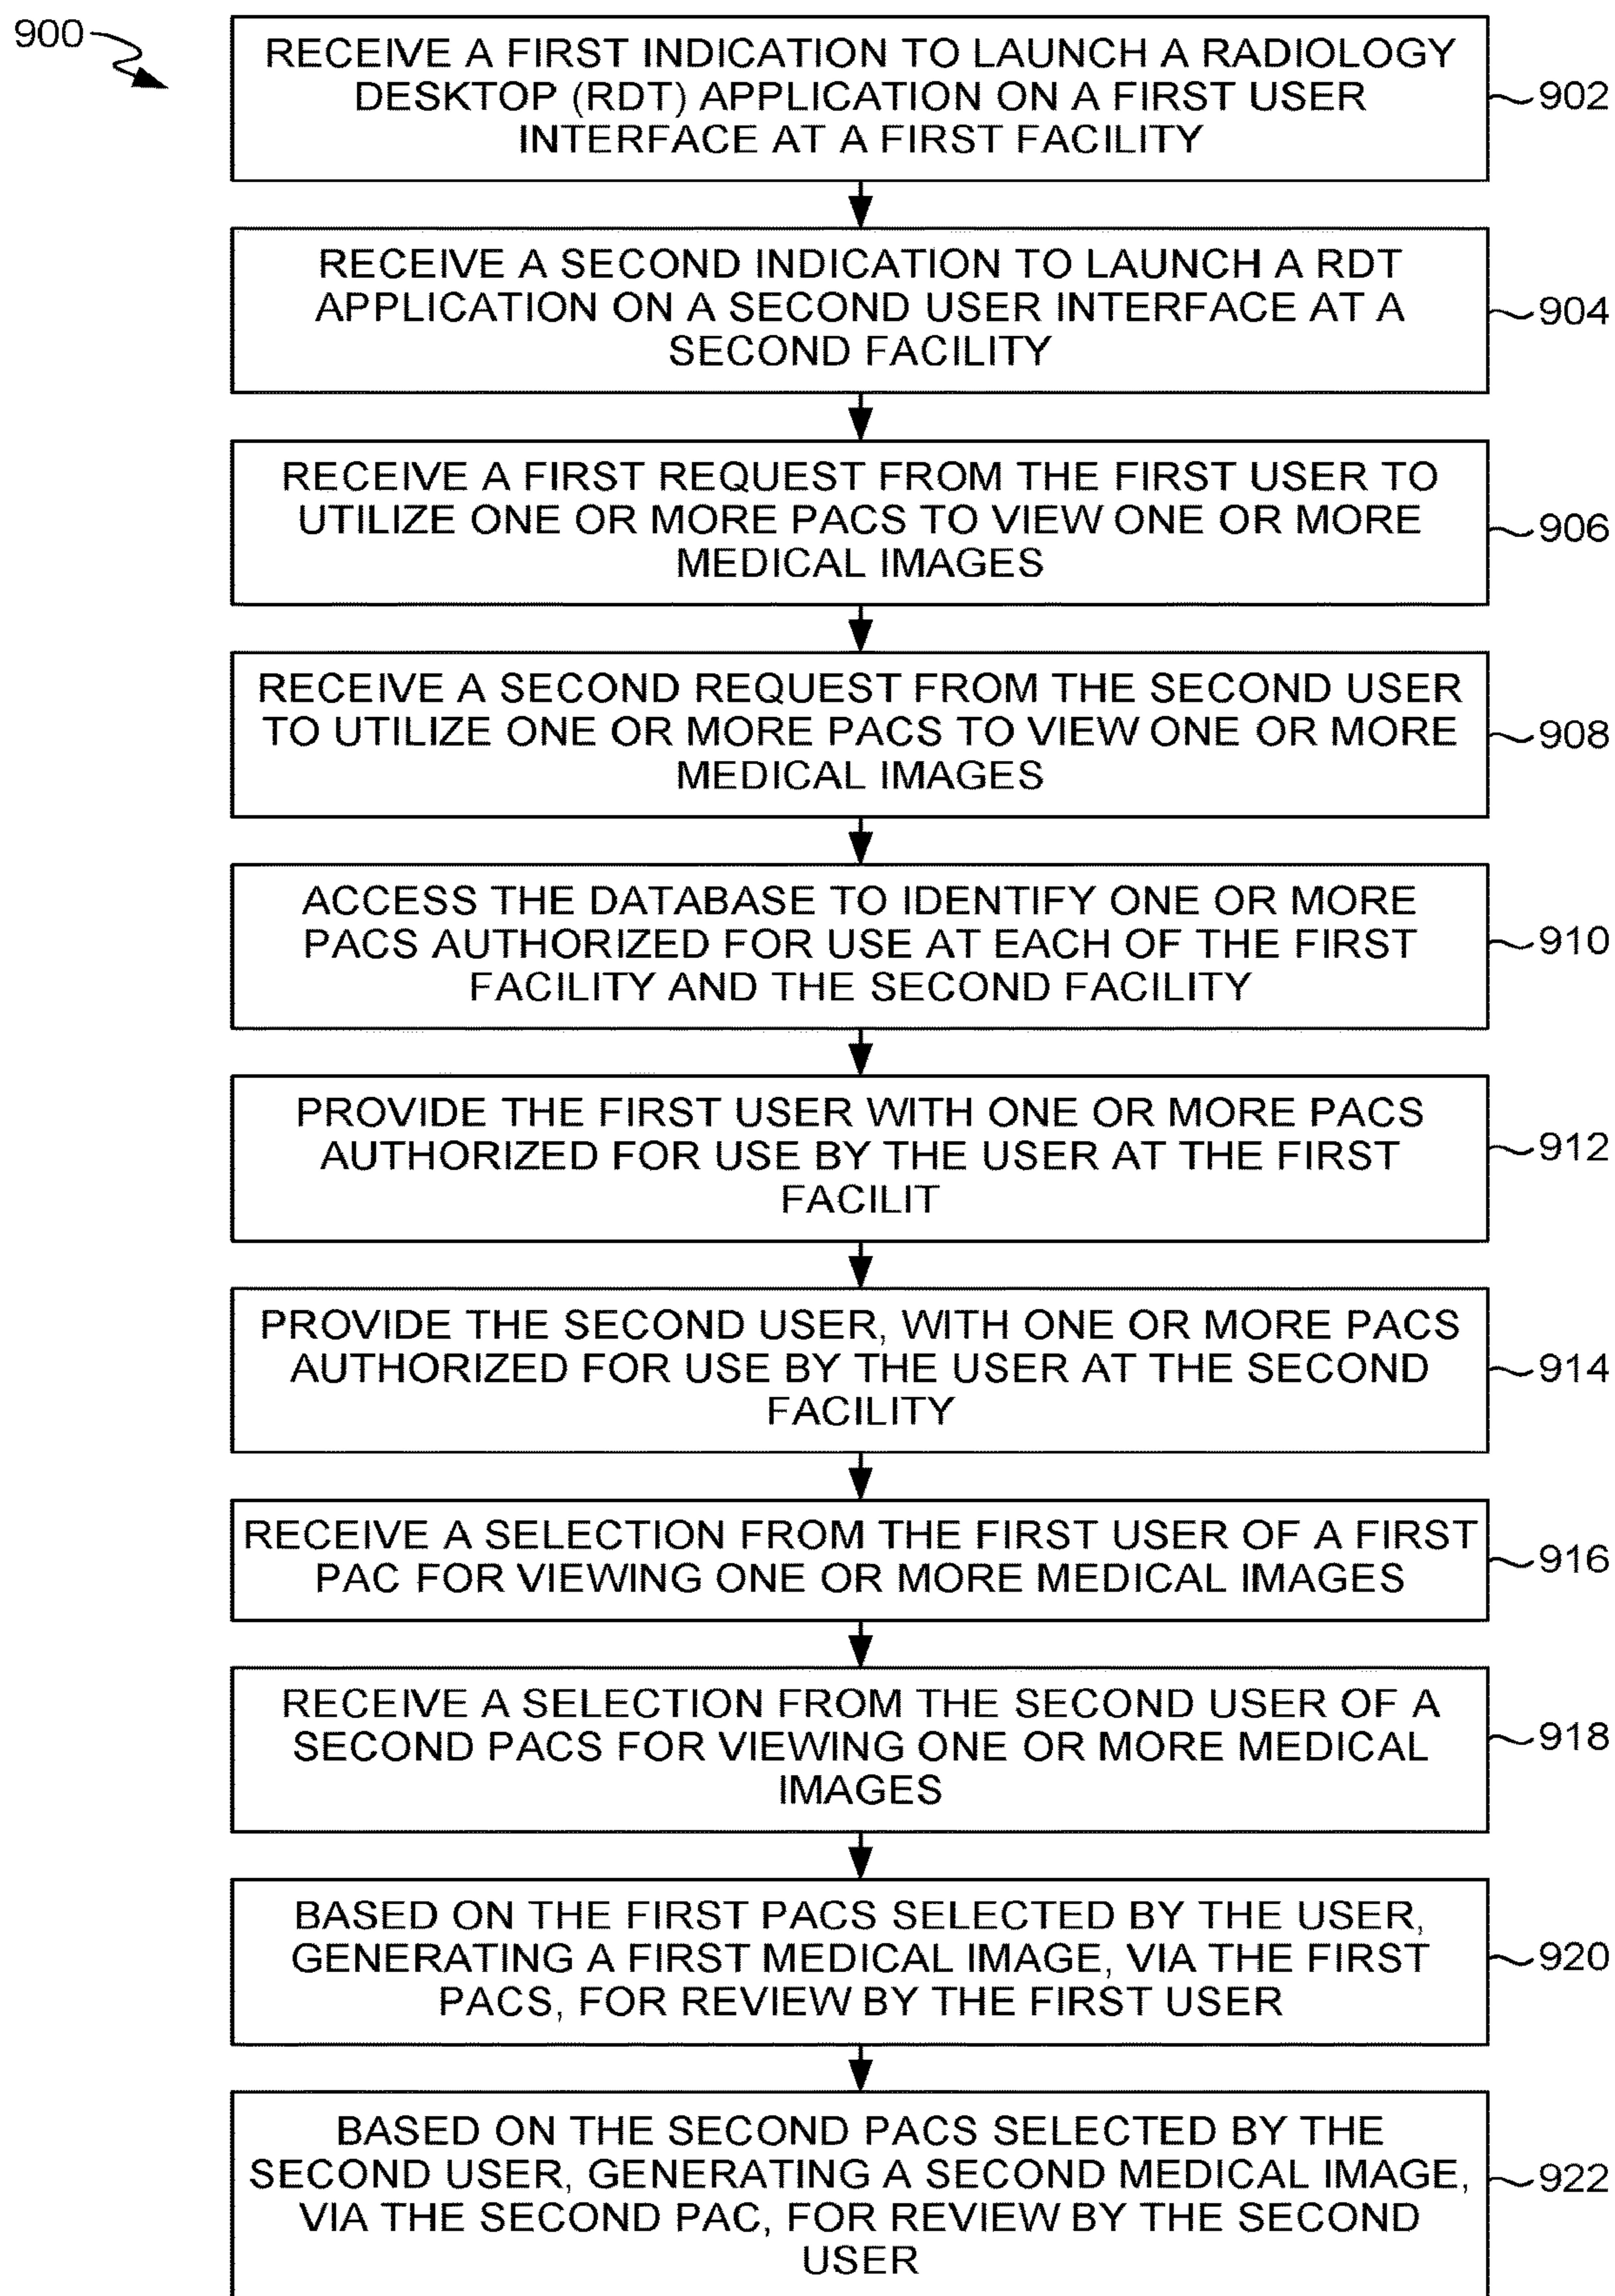 900
RECEIVE A FIRST INDICATION TO LAUNCH A RADIOLOGY
DESKTOP (RDT) APPLICATION ON A FIRST USER
INTERFACE AT A FIRST FACILITY
902
RECEIVE A SECOND INDICATION TO LAUNCH A RDT
APPLICATION ON A SECOND USER INTERFACE AT A
SECOND FACILITY
904
RECEIVE A FIRST REQUEST FROM THE FIRST USER TO
UTILIZE ONE OR MORE PACS TO VIEW ONE OR MORE
MEDICAL IMAGES
906
RECEIVE A SECOND REQUEST FROM THE SECOND USER
TO UTILIZE ONE OR MORE PACS TO VIEW ONE OR MORE
MEDICAL IMAGES
908
ACCESS THE DATABASE TO IDENTIFY ONE OR MORE
PACS AUTHORIZED FOR USE AT EACH OF THE FIRST
FACILITY AND THE SECOND FACILITY
910
PROVIDE THE FIRST USER WITH ONE OR MORE PACS
AUTHORIZED FOR USE BY THE USER AT THE FIRST
FACILIT
912
PROVIDE THE SECOND USER, WITH ONE OR MORE PACS
AUTHORIZED FOR USE BY THE USER AT THE SECOND
FACILITY
914
RECEIVE A SELECTION FROM THE FIRST USER OF A FIRST
PAC FOR VIEWING ONE OR MORE MEDICAL IMAGES
916
RECEIVE A SELECTION FROM THE SECOND USER OF A
SECOND PACS FOR VIEWING ONE OR MORE MEDICAL
IMAGES
918
BASED ON THE FIRST PACS SELECTED BY THE USER,
GENERATING A FIRST MEDICAL IMAGE, VIA THE FIRST
PACS, FOR REVIEW BY THE FIRST USER
920
BASED ON THE SECOND PACS SELECTED BY THE
SECOND USER, GENERATING A SECOND MEDICAL IMAGE,
VIA THE SECOND PAC, FOR REVIEW BY THE SECOND
USER
922